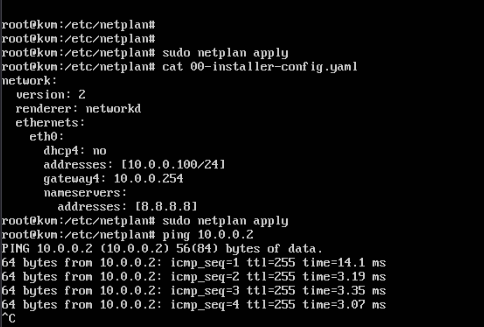 root@kvm:/etc/netplan#
root@kvm:/etc/netplan#
root@kvm:/etc/netplan# sudo netplan apply
root@kvm:/etc/netplan# cat 00-installer-config.yaml
network:
  version: 2
  renderer: networkd
  ethernets:
    eth0:
      dhcp4: no
      addresses: [10.0.0.100/24]
      gateway4: 10.0.0.254
      nameservers:
        addresses: [8.8.8.8]
root@kvm:/etc/netplan# sudo netplan apply
root@kvm:/etc/netplan# ping 10.0.0.2
PING 10.0.0.2 (10.0.0.2) 56(84) bytes of data.
64 bytes from 10.0.0.2: icmp_seq=1 ttl=255 time=14.1 ms
64 bytes from 10.0.0.2: icmp_seq=2 ttl=255 time=3.19 ms
64 bytes from 10.0.0.2: icmp_seq=3 ttl=255 time=3.35 ms
64 bytes from 10.0.0.2: icmp_seq=4 ttl=255 time=3.07 ms
^C